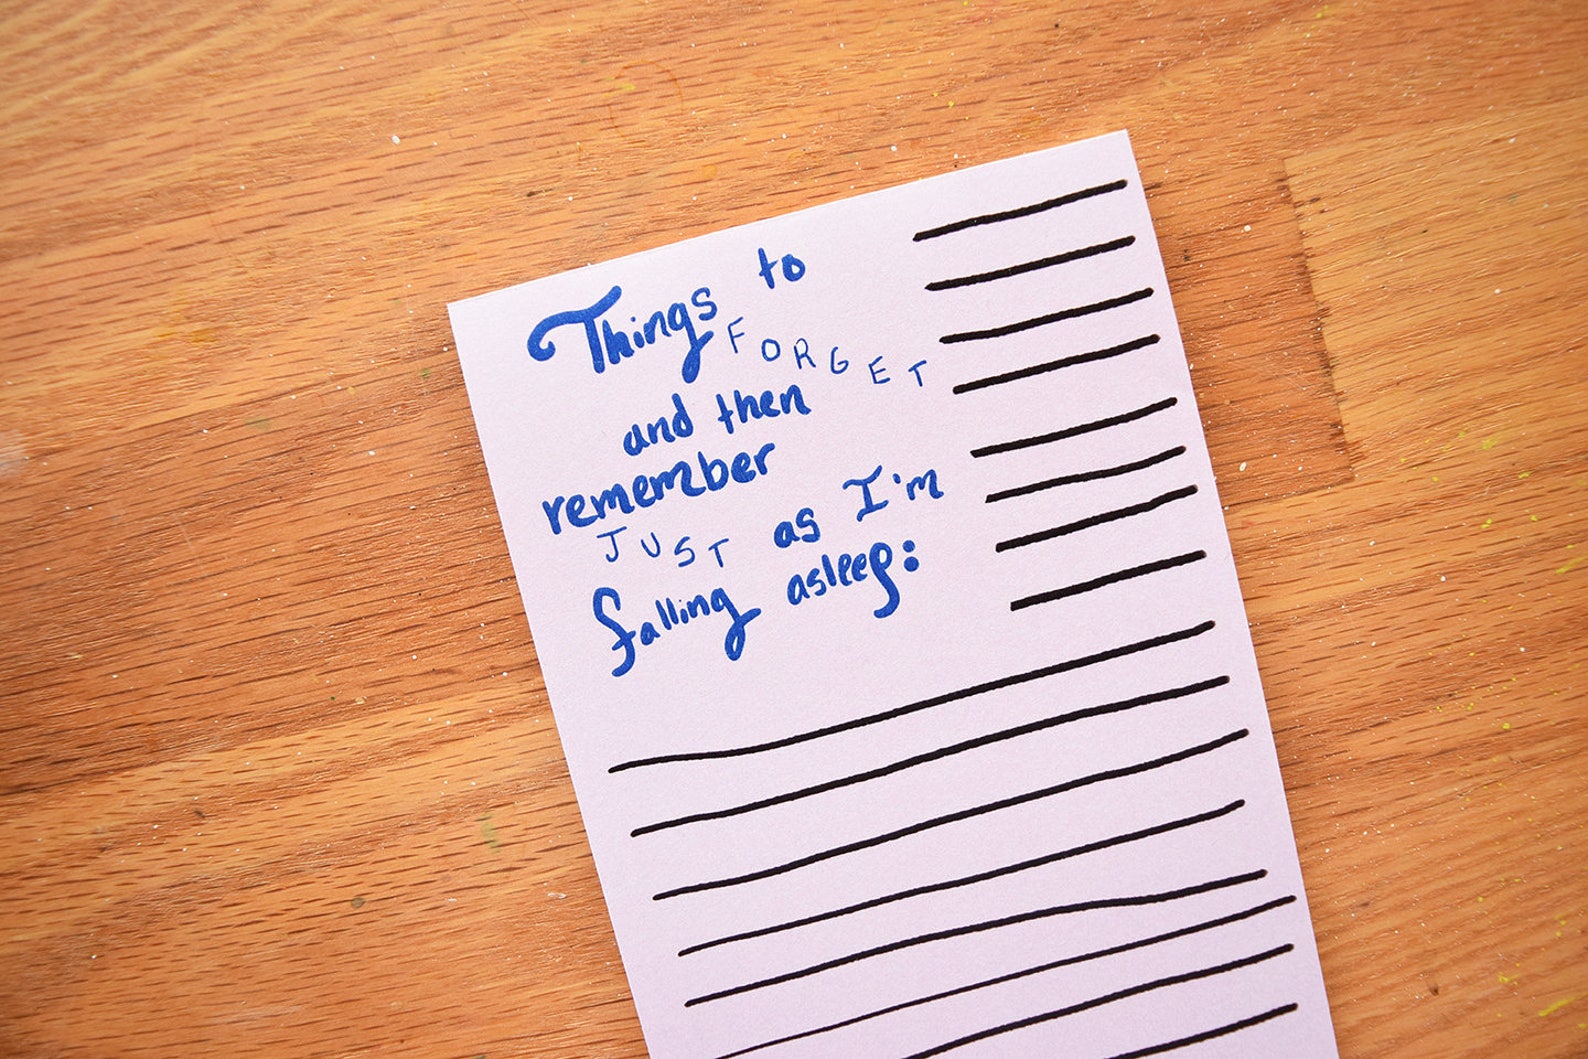 Things to
FORGET
and then
remember
JUST as I'm
falling asleep: